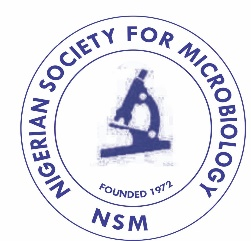 NIGERIAN SOCIETY FOR MICROBIOLOGY
FOUNDED 1972
NSM